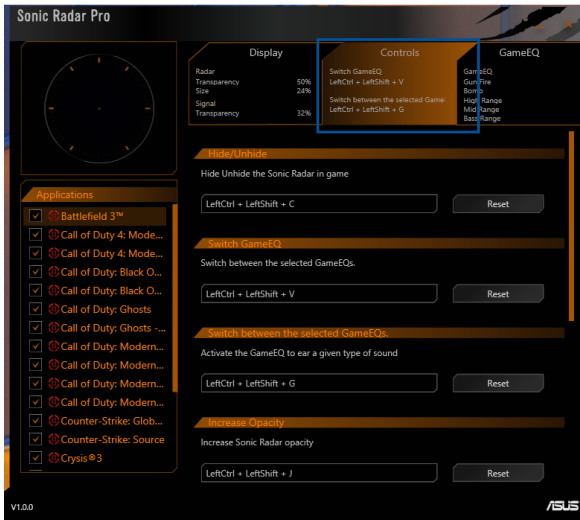 Sonic Radar Pro
Display
Radar
Transparency 50%
Size 24%
Signal
Transparency 32%
Controls
Switch GameEQ
LeftCtrl + LeftShift + V
Switch between the selected Game
LeftCtrl + LeftShift + G
GameEQ
GameEQ
Gun Fire
Bomb
High Range
Mid Range
Bass Range
Applications
Battlefield 3™
Call of Duty 4: Mode...
Call of Duty 4: Mode...
Call of Duty: Black O...
Call of Duty: Black O...
Call of Duty: Ghosts
Call of Duty: Ghosts -...
Call of Duty: Modern...
Call of Duty: Modern...
Call of Duty: Modern...
Call of Duty: Modern...
Counter-Strike: Glob...
Counter-Strike: Source
Crysis®3
Hide/Unhide
Hide Unhide the Sonic Radar in game
LeftCtrl + LeftShift + C Reset
Switch GameEQ
Switch between the selected GameEQs.
LeftCtrl + LeftShift + V Reset
Switch between the selected GameEQs.
Activate the GameEQ to ear a given type of sound
LeftCtrl + LeftShift + G Reset
Increase Opacity
Increase Sonic Radar opacity
LeftCtrl + LeftShift + J Reset
V1.0.0
ASUS